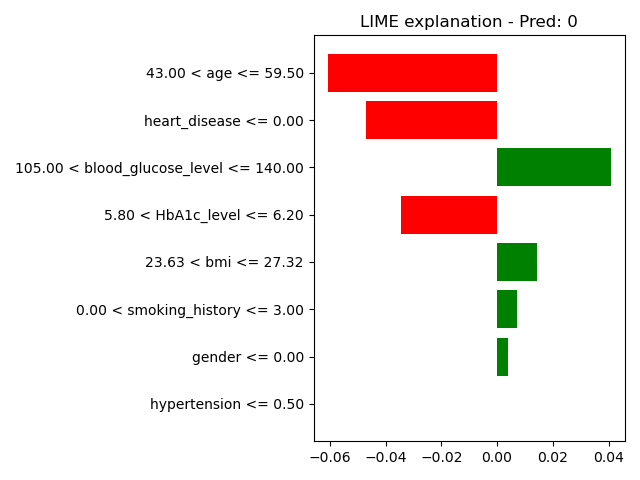 LIME explanation - Pred: 0
43.00 < age <= 59.50
heart_disease <= 0.00
105.00 < blood_glucose_level <= 140.00
5.80 < HbA1c_level <= 6.20
23.63 < bmi <= 27.32
0.00 < smoking_history <= 3.00
gender <= 0.00
hypertension <= 0.50
−0.06 −0.04 −0.02 0.00 0.02 0.04